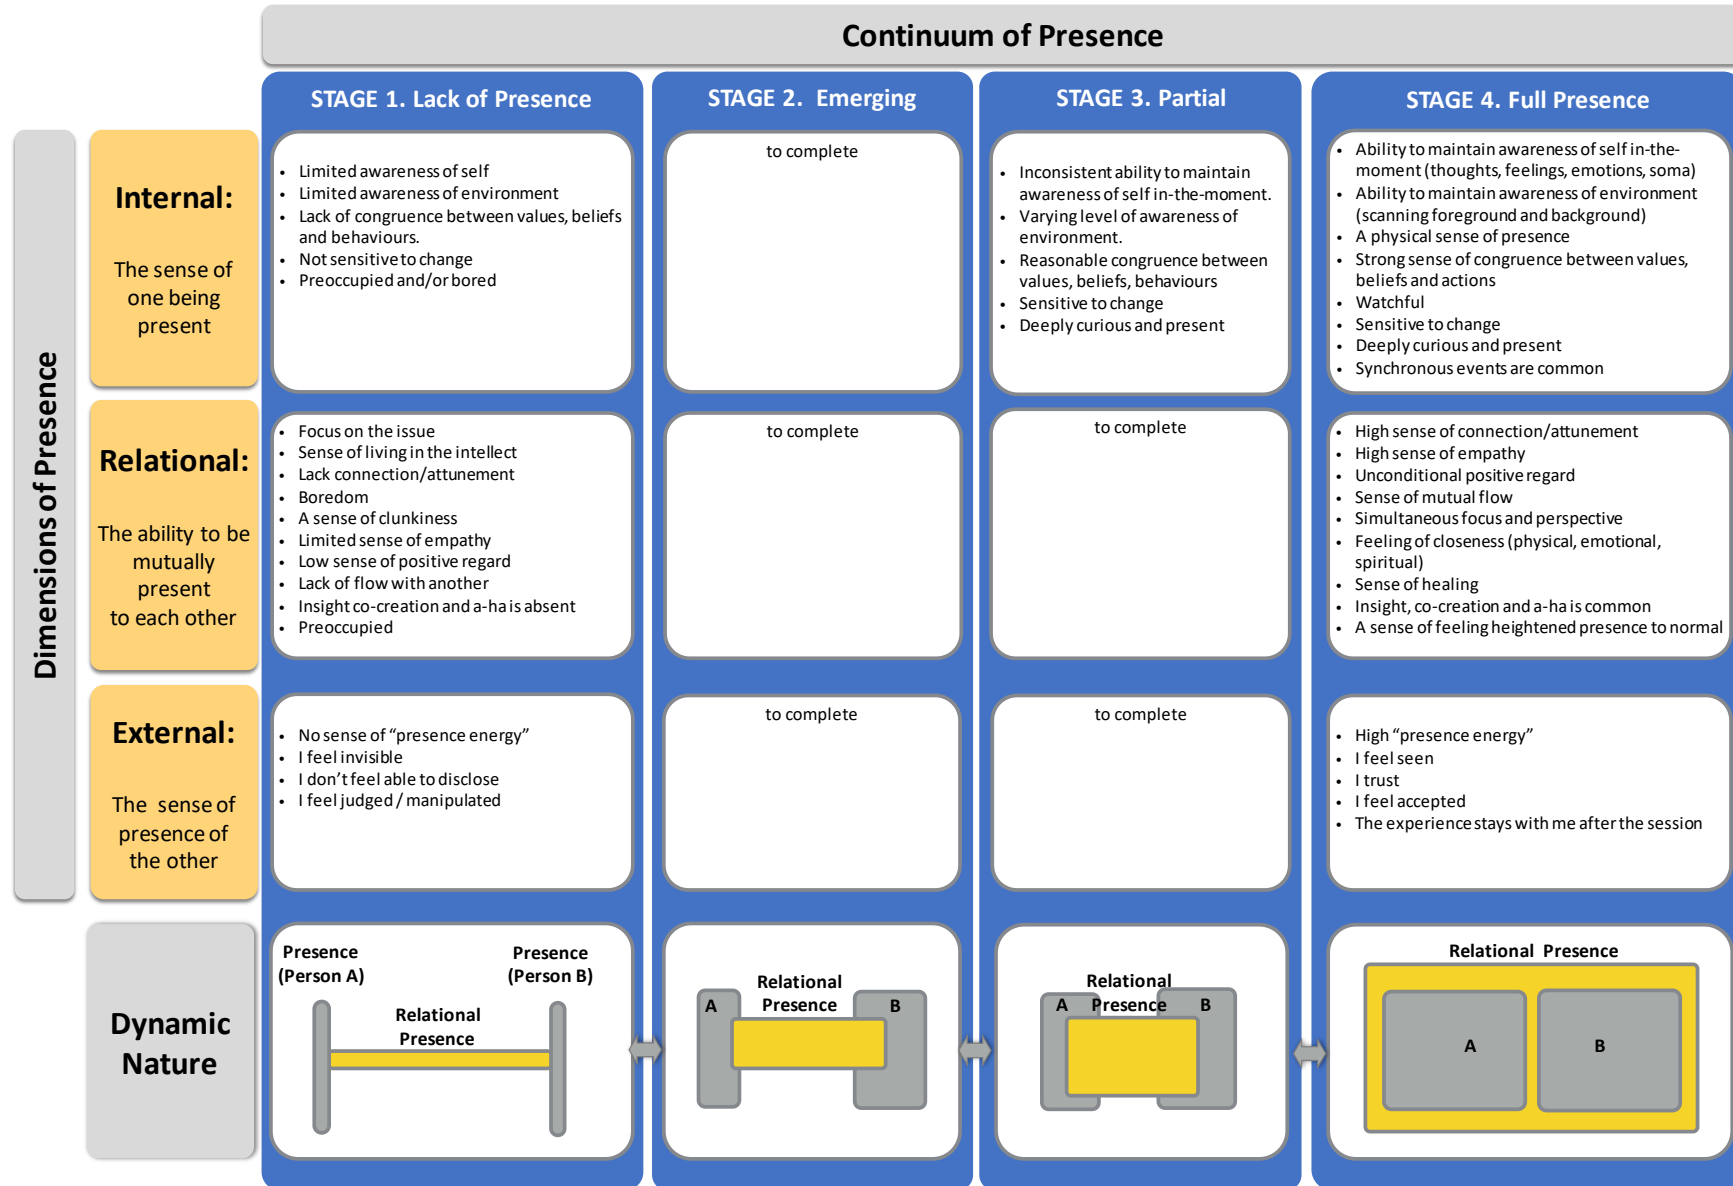 Continuum of Presence
STAGE 1. Lack of Presence
STAGE 2. Emerging
STAGE 3. Partial
STAGE 4. Full Presence
Dimensions of Presence
Internal:
The sense of
one being
present
• Limited awareness of self
• Limited awareness of environment
• Lack of congruence between values, beliefs
and behaviours.
• Not sensitive to change
• Preoccupied and/or bored
to complete
• Inconsistent ability to maintain
awareness of self in-the-moment.
• Varying level of awareness of
environment.
• Reasonable congruence between
values, beliefs, behaviours
• Sensitive to change
• Deeply curious and present
• Ability to maintain awareness of self in-the-
moment (thoughts, feelings, emotions, soma)
• Ability to maintain awareness of environment
(scanning foreground and background)
• A physical sense of presence
• Strong sense of congruence between values,
beliefs and actions
• Watchful
• Sensitive to change
• Deeply curious and present
• Synchronous events are common
Relational:
The ability to be
mutually
present
to each other
• Focus on the issue
• Sense of living in the intellect
• Lack connection/attunement
• Boredom
• A sense of clunkiness
• Limited sense of empathy
• Low sense of positive regard
• Lack of flow with another
• Insight co-creation and a-ha is absent
• Preoccupied
to complete
to complete
• High sense of connection/attunement
• High sense of empathy
• Unconditional positive regard
• Sense of mutual flow
• Simultaneous focus and perspective
• Feeling of closeness (physical, emotional,
spiritual)
• Sense of healing
• Insight, co-creation and a-ha is common
• A sense of feeling heightened presence to normal
External:
The sense of
presence of
the other
• No sense of “presence energy”
• I feel invisible
• I don’t feel able to disclose
• I feel judged / manipulated
to complete
to complete
• High “presence energy”
• I feel seen
• I trust
• I feel accepted
• The experience stays with me after the session
Dynamic
Nature
Presence
(Person A)
Presence
(Person B)
Relational
Presence
Relational
Presence
A
B
Relational
Presence
A
B
Relational Presence
A
B